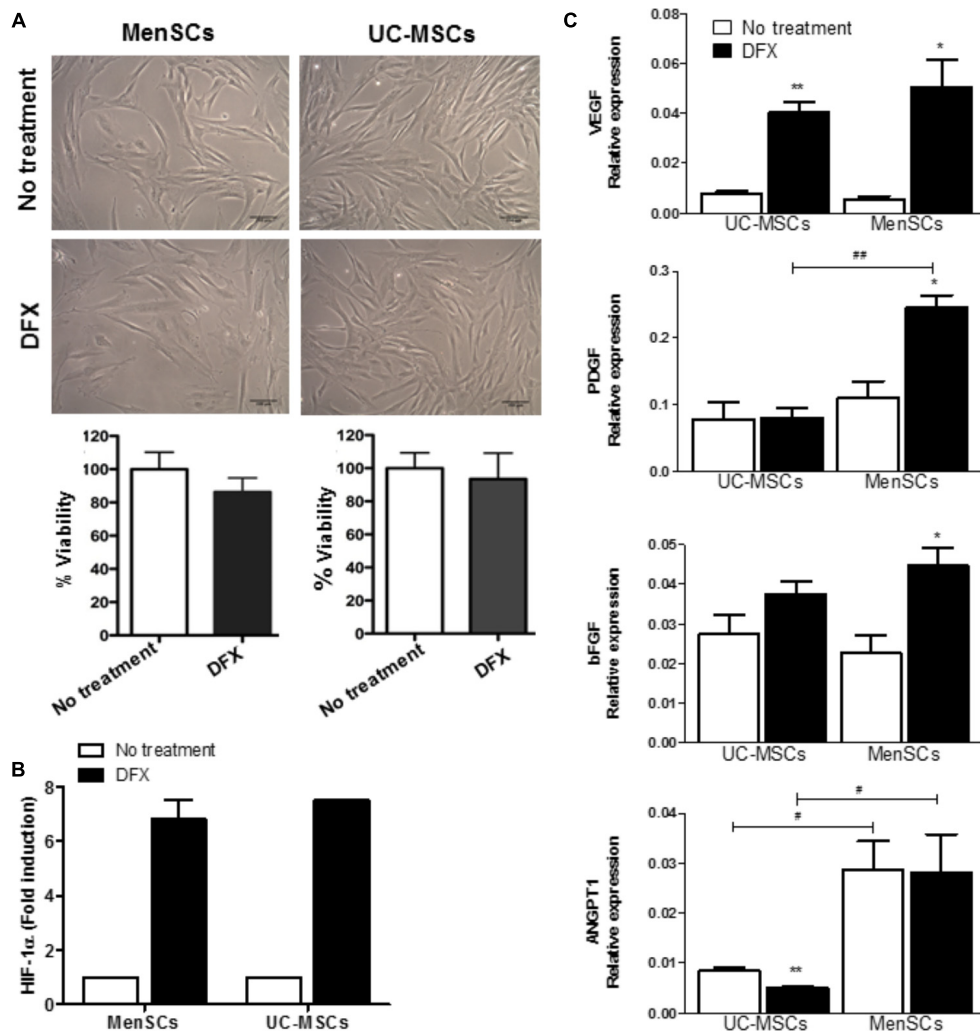 A
MenSCs
UC-MSCs
No treatment
DFX
120
100
80
60
40
20
0
% Viability
No treatment
DFX
120
100
80
60
40
20
0
% Viability
No treatment
DFX
B
No treatment
DFX
8
6
4
2
0
HIF-1α (Fold induction)
MenSCs
UC-MSCs
C
No treatment
DFX
0.08
0.06
0.04
0.02
0.00
VEGF
Relative expression
**
*
UC-MSCs
MenSCs
0.3
0.2
0.1
0.0
PDGF
Relative expression
##
*
UC-MSCs
MenSCs
0.05
0.04
0.03
0.02
0.01
0.00
bFGF
Relative expression
*
UC-MSCs
MenSCs
0.04
0.03
0.02
0.01
0.00
ANGPT1
Relative expression
#
#
**
UC-MSCs
MenSCs